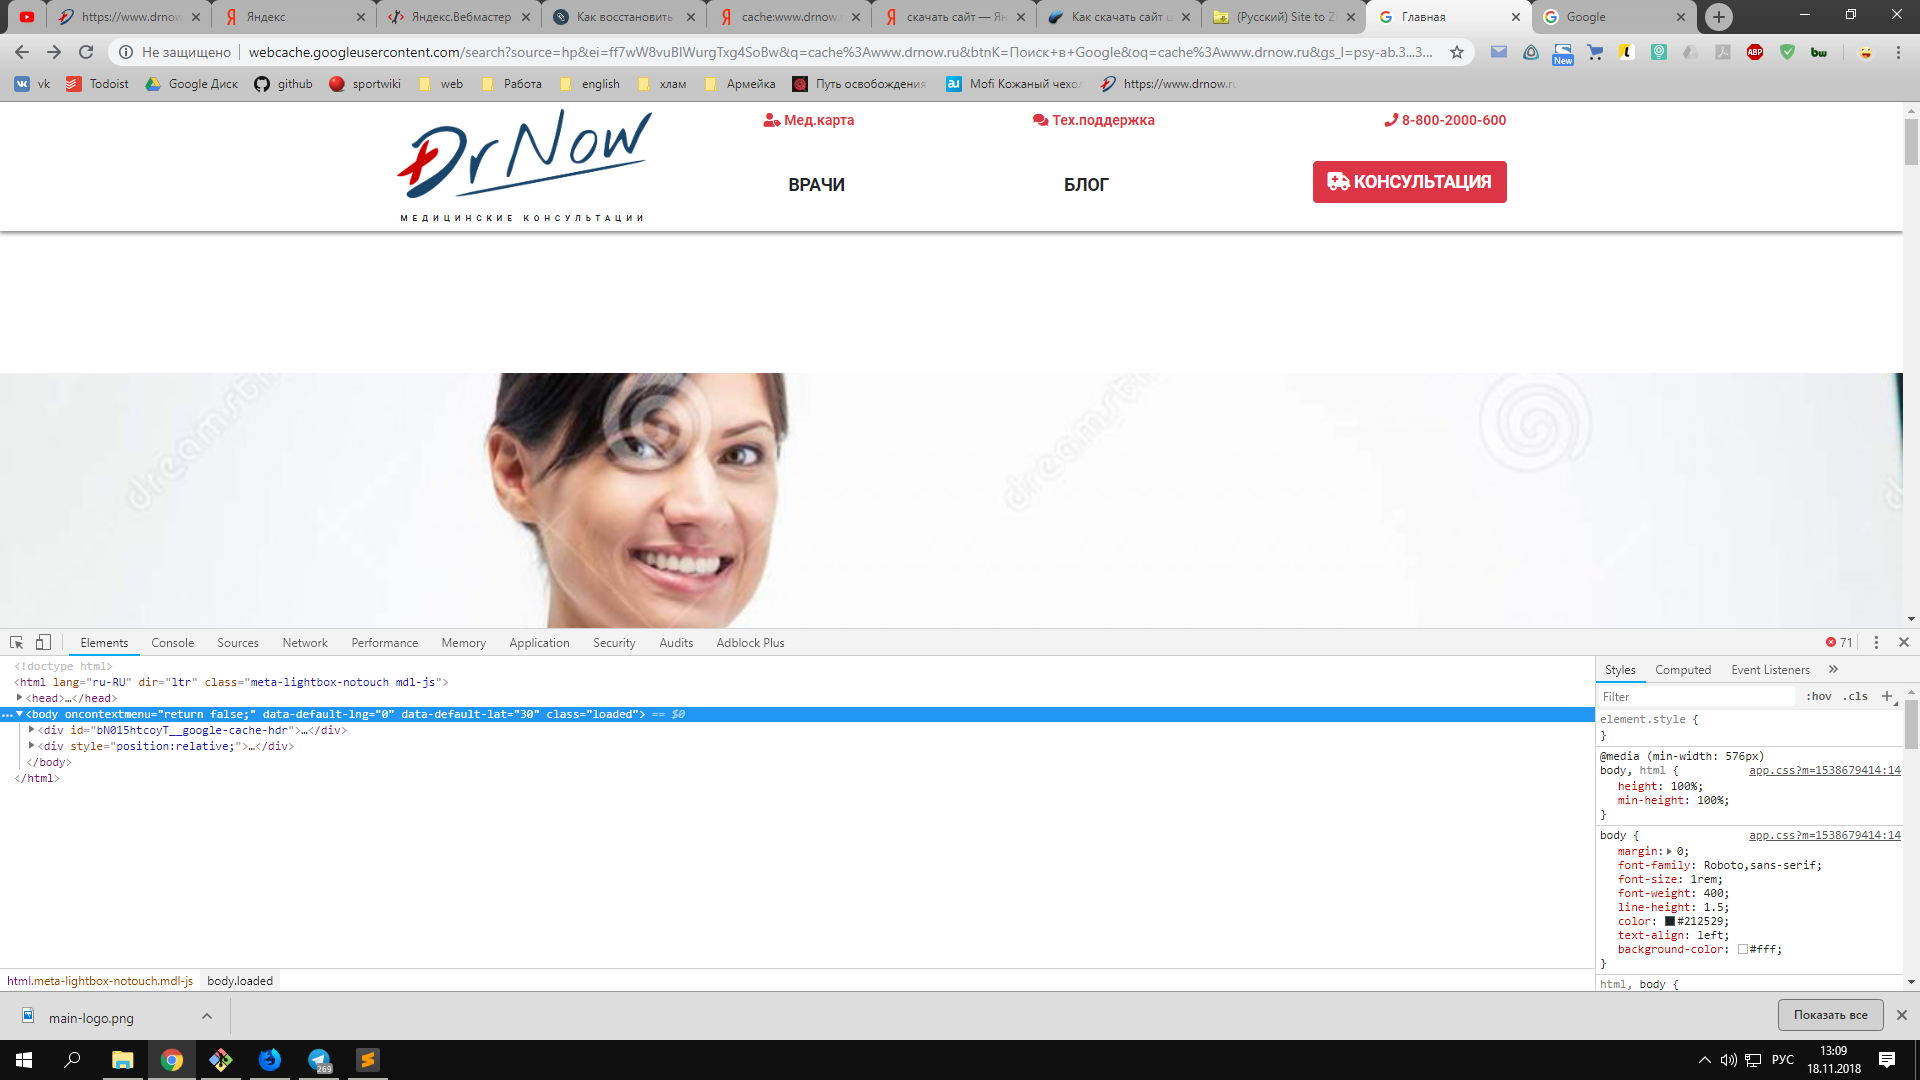 https://www.drnow
Яндекс
Яндекс.Вебмастер
Как восстановить
cache:www.drnow.
скачать сайт — Ян
Как скачать сайт ц
(Русский) Site to Z
Главная
Google
Не защищено
webcache.googleusercontent.com/search?source=hp&ei=ff7wW8vuBIWurgTxg4SoBw&q=cache%3Awww.drnow.ru&btnK=Поиск+в+Google&oq=cache%3Awww.drnow.ru&gs_l=psy-ab.3...3...
New
ABP
bw
vk
Todoist
Google Диск
github
sportwiki
web
Работа
english
хлам
Армейка
Путь освобождения
Mofi Кожаный чехол
https://www.drnow.ru
DrNow
МЕДИЦИНСКИЕ КОНСУЛЬТАЦИИ
Мед.карта
Тех.поддержка
8-800-2000-600
ВРАЧИ
БЛОГ
КОНСУЛЬТАЦИЯ
dreamstime
dreamstime
Elements
Console
Sources
Network
Performance
Memory
Application
Security
Audits
Adblock Plus
71
<!doctype html>
<html lang="ru-RU" dir="ltr" class="meta-lightbox-notouch mdl-js">
<head>…</head>
<body oncontextmenu="return false;" data-default-lng="0" data-default-lat="30" class="loaded"> == $0
<div id="bN015htcoyT__google-cache-hdr">…</div>
<div style="position:relative;">…</div>
</body>
</html>
html.meta-lightbox-notouch.mdl-js
body.loaded
Styles
Computed
Event Listeners
Filter
:hov
.cls
element.style {
}
@media (min-width: 576px)
body, html {
app.css?m=1538679414:14
height: 100%;
min-height: 100%;
}
body {
app.css?m=1538679414:14
margin: 0;
font-family: Roboto,sans-serif;
font-size: 1rem;
font-weight: 400;
line-height: 1.5;
color: #212529;
text-align: left;
background-color: #fff;
}
html, body {
main-logo.png
Показать все
269
РУС
13:09
18.11.2018